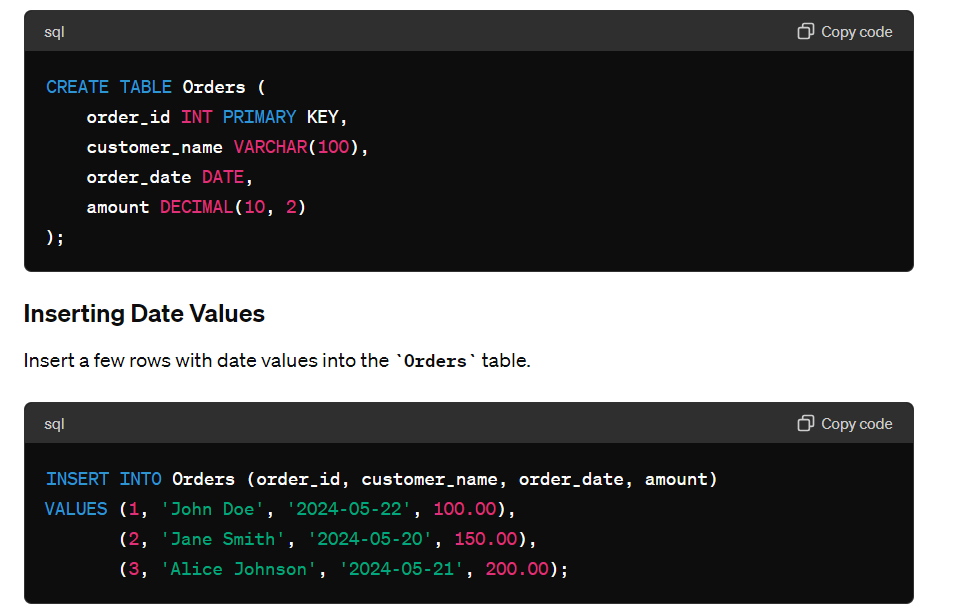 sql
Copy code
CREATE TABLE Orders (
    order_id INT PRIMARY KEY,
    customer_name VARCHAR(100),
    order_date DATE,
    amount DECIMAL(10, 2)
);
Inserting Date Values
Insert a few rows with date values into the `Orders` table.
sql
Copy code
INSERT INTO Orders (order_id, customer_name, order_date, amount)
VALUES (1, 'John Doe', '2024-05-22', 100.00),
       (2, 'Jane Smith', '2024-05-20', 150.00),
       (3, 'Alice Johnson', '2024-05-21', 200.00);